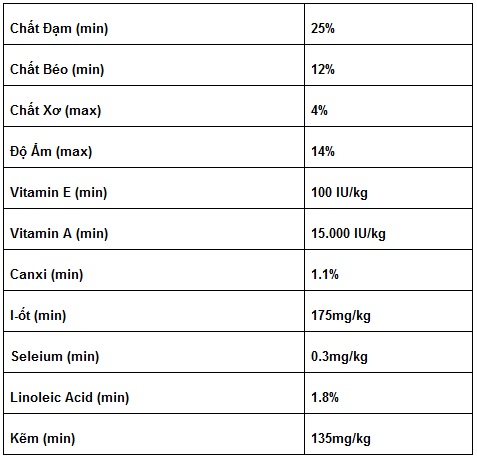 Chất Đạm (min) 25%
Chất Béo (min) 12%
Chất Xơ (max) 4%
Độ Ẩm (max) 14%
Vitamin E (min) 100 IU/kg
Vitamin A (min) 15.000 IU/kg
Canxi (min) 1.1%
I-ốt (min) 175mg/kg
Seleium (min) 0.3mg/kg
Linoleic Acid (min) 1.8%
Kẽm (min) 135mg/kg